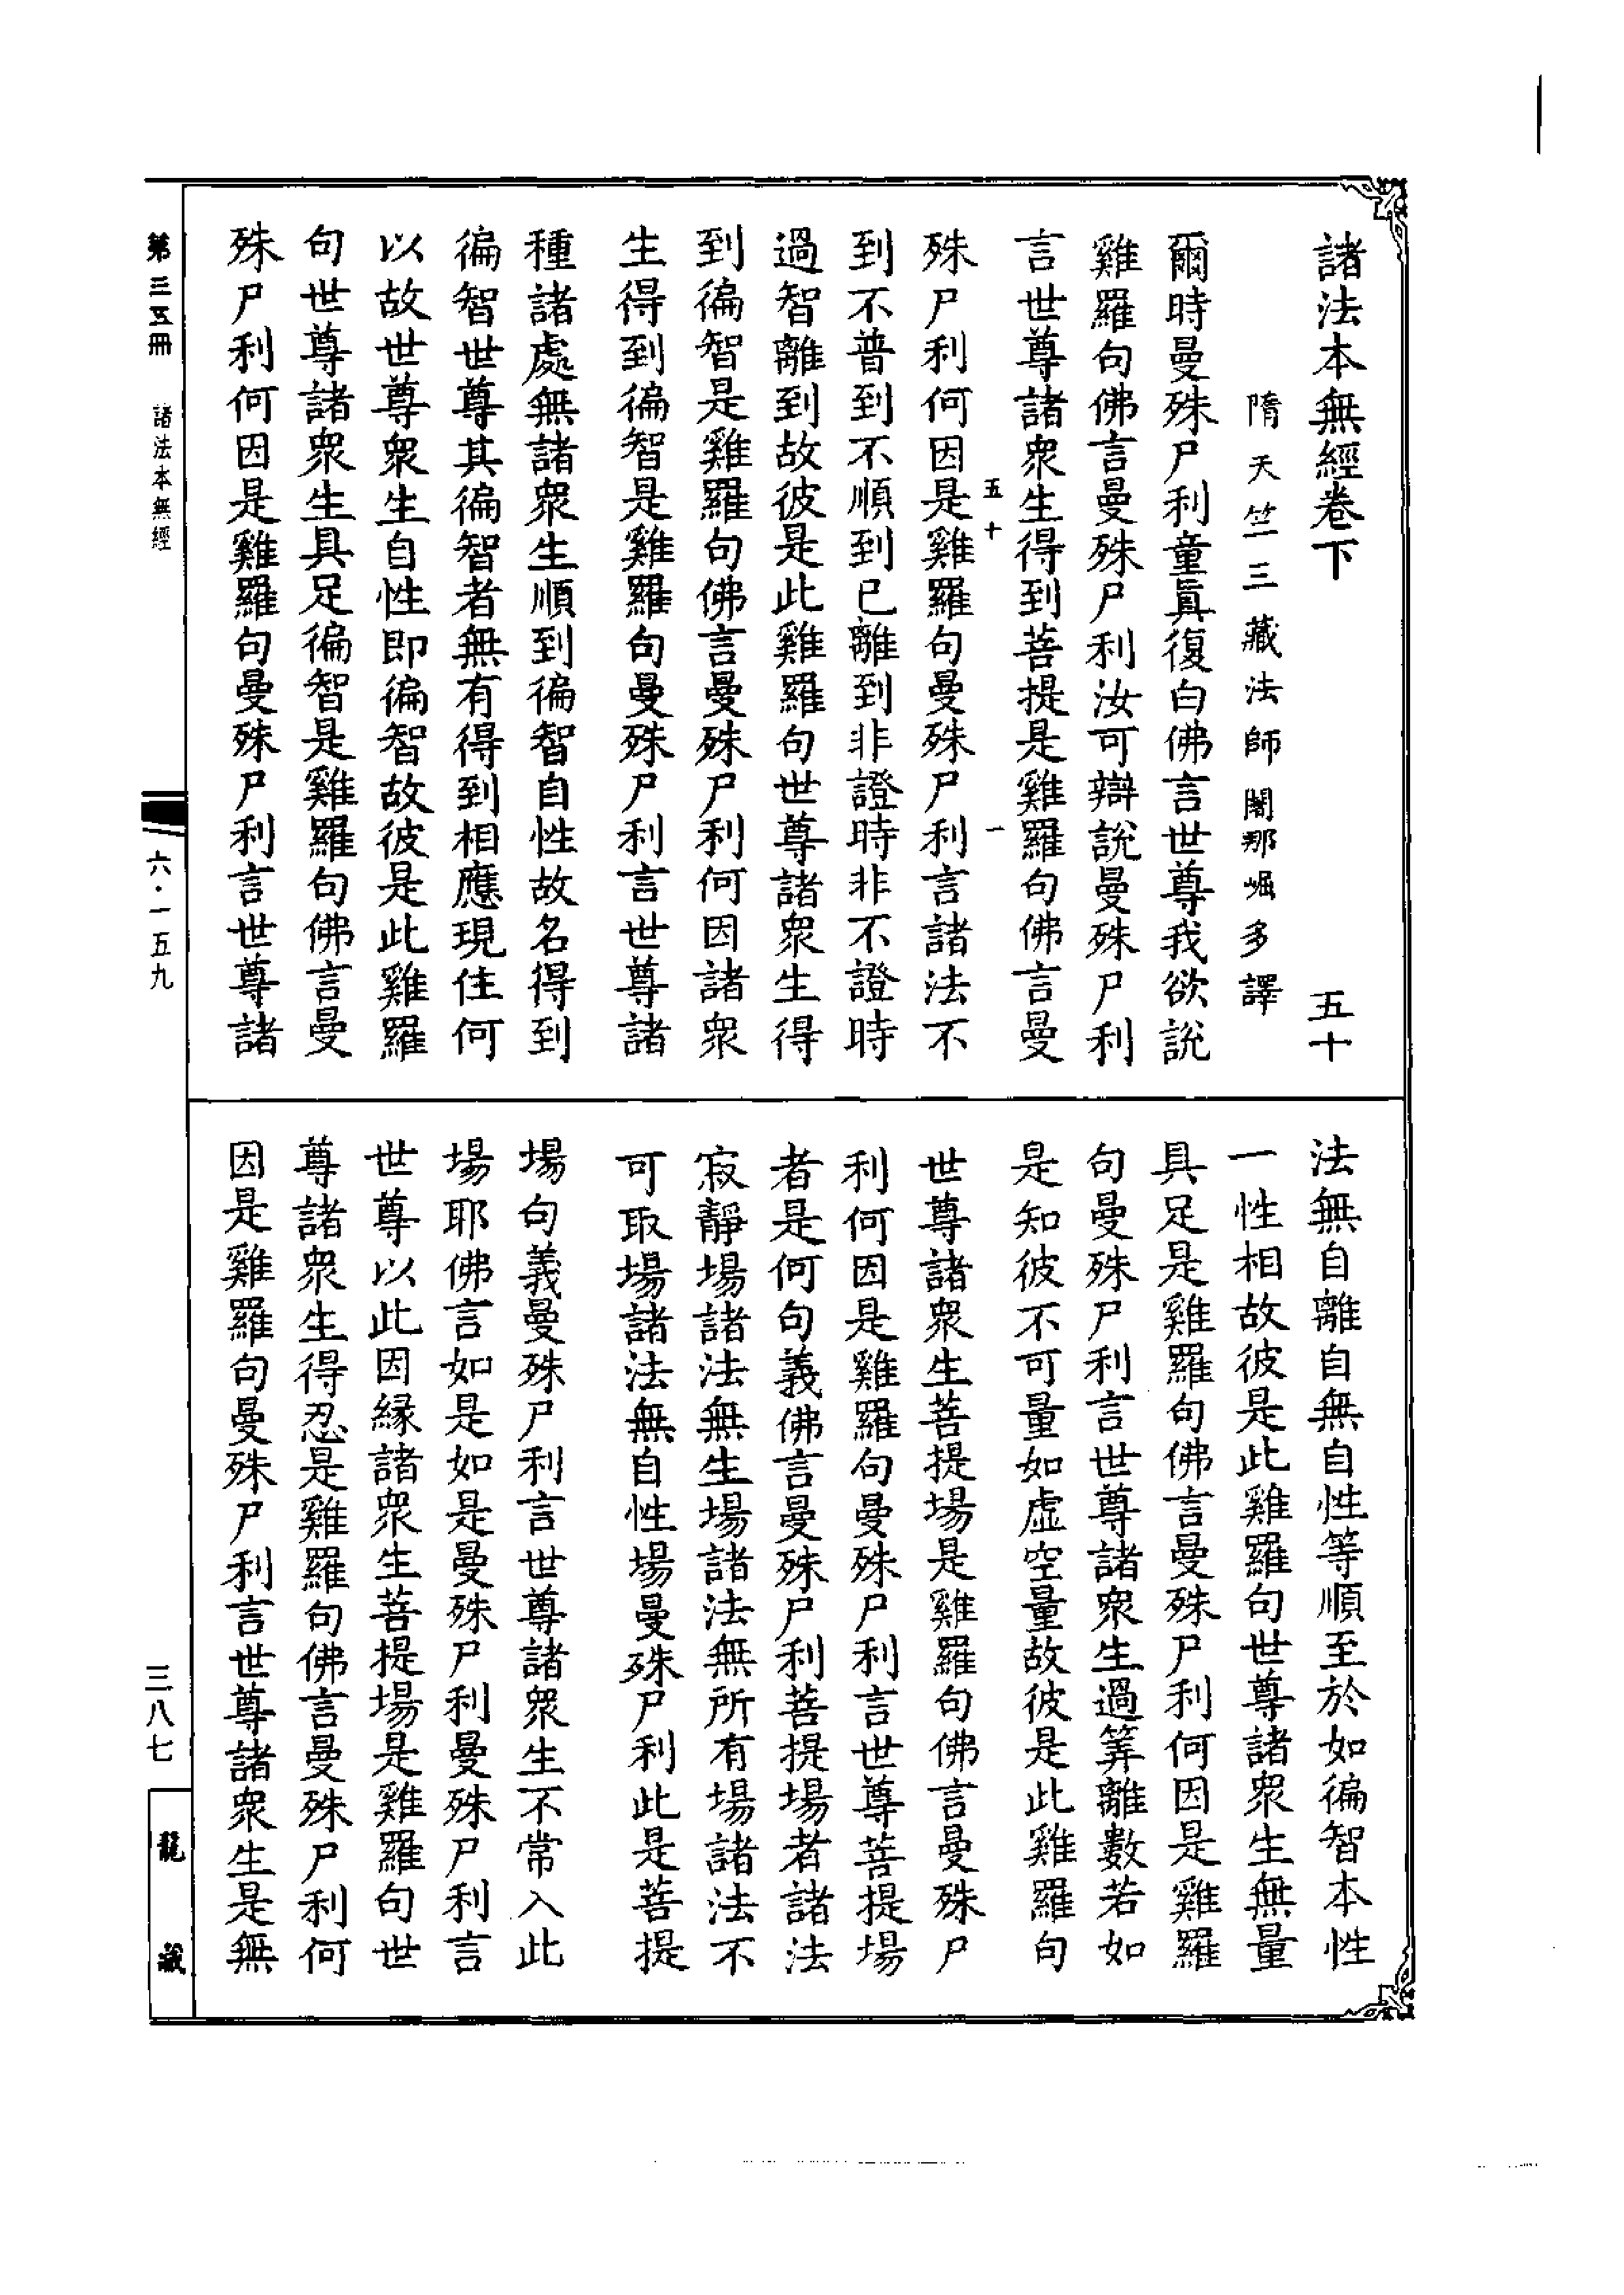 諸法本無經卷下　五十
隋天竺三藏法師闍那崛多譯
爾時曼殊尸利童眞復白佛言世尊我欲說
雞羅句佛言曼殊尸利汝可辯說曼殊尸利
言世尊諸衆生得到菩提是雞羅句佛言曼
五十　一
殊尸利何因是雞羅句曼殊尸利言諸法不
到不普到不順到已離到非證時非不證時
過智離到故彼是此雞羅句世尊諸衆生得
到徧智是雞羅句佛言曼殊尸利何因諸衆
生得到徧智是雞羅句曼殊尸利言世尊諸
種諸處無諸衆生順到徧智自性故名得到
徧智世尊其徧智者無有得到相應現住何
以故世尊衆生自性即徧智故彼是此雞羅
句世尊諸衆生具足徧智是雞羅句佛言曼
殊尸利何因是雞羅句曼殊尸利言世尊諸
法無自離自無自性等順至於如徧智本性
一性相故彼是此雞羅句世尊諸衆生無量
具足是雞羅句佛言曼殊尸利何因是雞羅
句曼殊尸利言世尊諸衆生過筭離數若如
是知彼不可量如虛空量故彼是此雞羅句
世尊諸衆生菩提場是雞羅句佛言曼殊尸
利何因是雞羅句曼殊尸利言世尊菩提場
者是何句義佛言曼殊尸利菩提場者諸法
寂靜場諸法無生場諸法無所有場諸法不
可取場諸法無自性場曼殊尸利此是菩提
場句義曼殊尸利言世尊諸衆生不常入此
場耶佛言如是如是曼殊尸利曼殊尸利言
世尊以此因緣諸衆生菩提場是雞羅句世
尊諸衆生得忍是雞羅句佛言曼殊尸利何
因是雞羅句曼殊尸利言世尊諸衆生是無
第三五冊　諸法本無經
六·一五九
三八七
龍藏